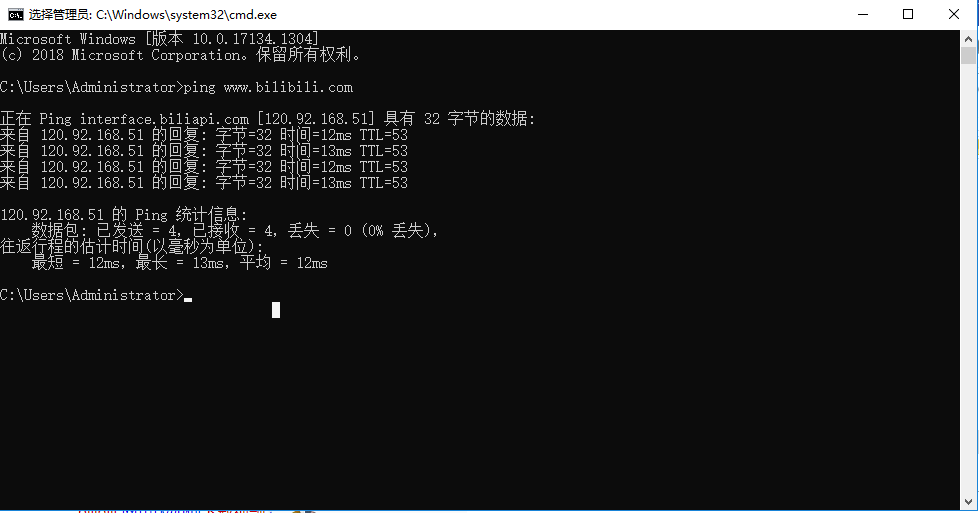 选择管理员: C:\Windows\system32\cmd.exe
Microsoft Windows [版本 10.0.17134.1304]
(c) 2018 Microsoft Corporation。保留所有权利。
C:\Users\Administrator>ping www.bilibili.com
正在 Ping interface.biliapi.com [120.92.168.51] 具有 32 字节的数据:
来自 120.92.168.51 的回复: 字节=32 时间=12ms TTL=53
来自 120.92.168.51 的回复: 字节=32 时间=13ms TTL=53
来自 120.92.168.51 的回复: 字节=32 时间=12ms TTL=53
来自 120.92.168.51 的回复: 字节=32 时间=13ms TTL=53
120.92.168.51 的 Ping 统计信息:
数据包: 已发送 = 4，已接收 = 4，丢失 = 0 (0% 丢失)，
往返行程的估计时间(以毫秒为单位):
最短 = 12ms，最长 = 13ms，平均 = 12ms
C:\Users\Administrator>